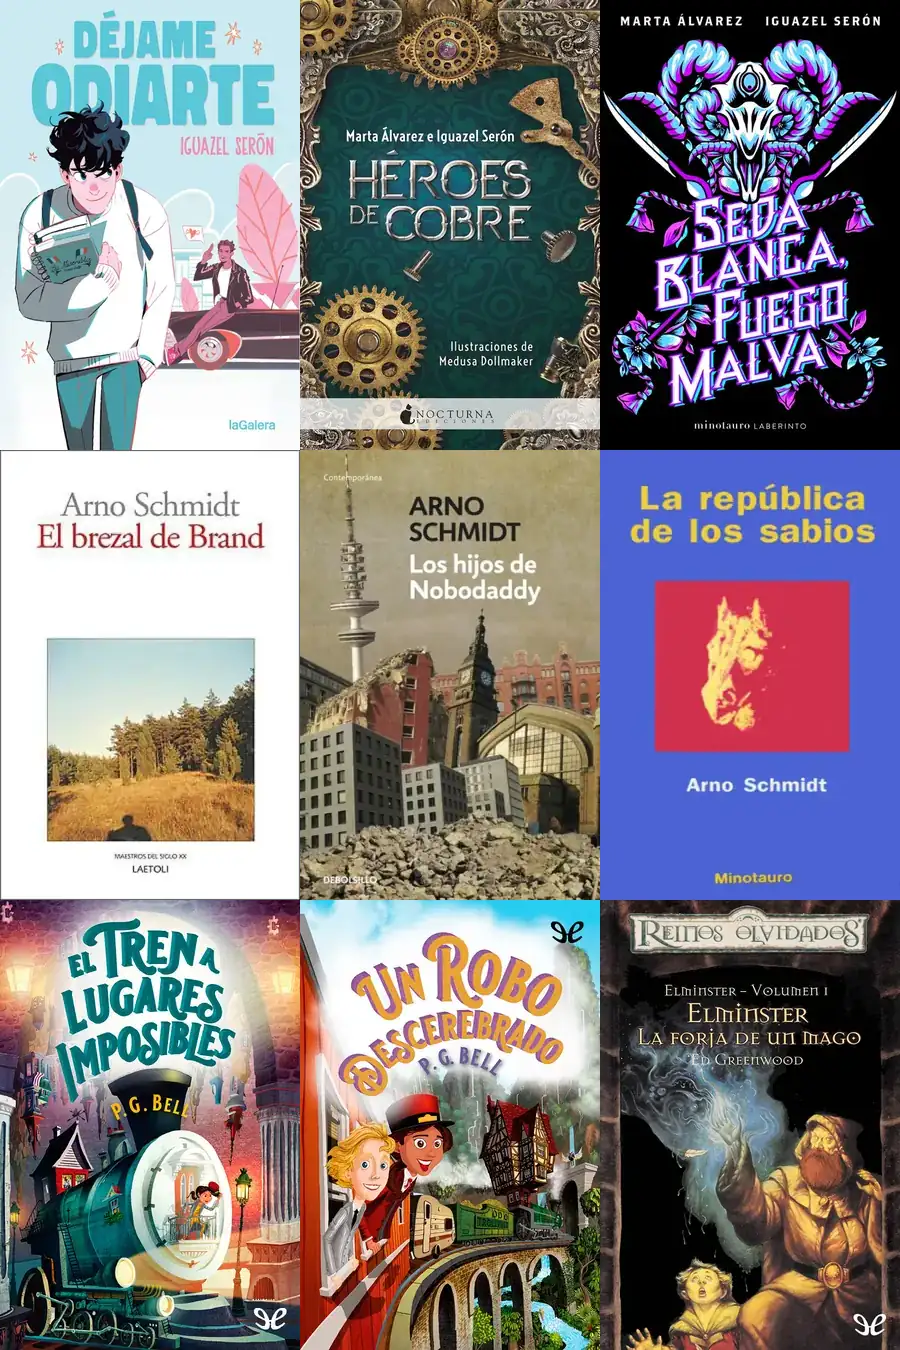 DÉJAME
ODIARTE
IGUAZEL SERÓN
laGalera
Marta Álvarez e Iguazel Serón
HÉROES
DE COBRE
Ilustraciones de
Medusa Dollmaker
NOCTURNA
EDICIONES
MARTA ÁLVAREZ IGUAZEL SERÓN
SEDA
BLANCA,
FUEGO
MALVA
minotauro LABERINTO
Arno Schmidt
El brezal de Brand
MAESTROS DEL SIGLO XX
LAETOLI
Contemporánea
ARNO
SCHMIDT
Los hijos de
Nobodaddy
DEBOLSILLO
La república
de los sabios
Arno Schmidt
Minotauro
EL TREN A
LUGARES
IMPOSIBLES
P. G. BELL
UN ROBO
DESCEREBRADO
P. G. BELL
REINOS OLVIDADOS
ELMINSTER – VOLUMEN I
ELMINSTER
LA FORJA DE UN MAGO
ED GREENWOOD